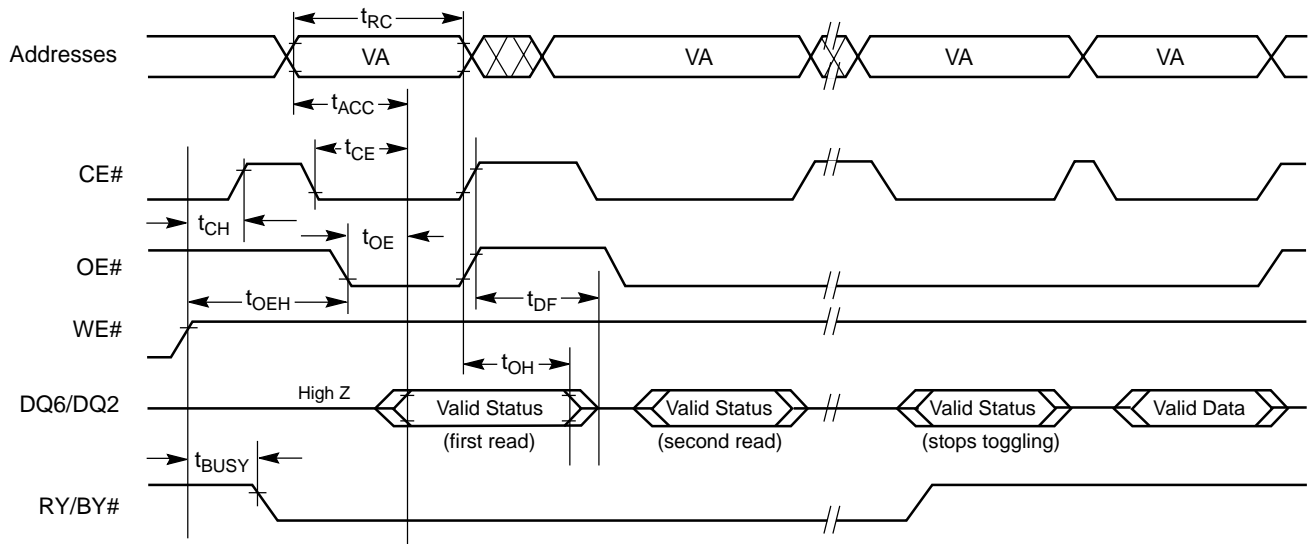 tRC
Addresses VA VA VA VA
tACC
tCE
CE#
tCH tOE
OE#
tOEH tDF
WE#
tOH
DQ6/DQ2 High Z Valid Status Valid Status Valid Status Valid Data
(first read) (second read) (stops toggling)
tBUSY
RY/BY#